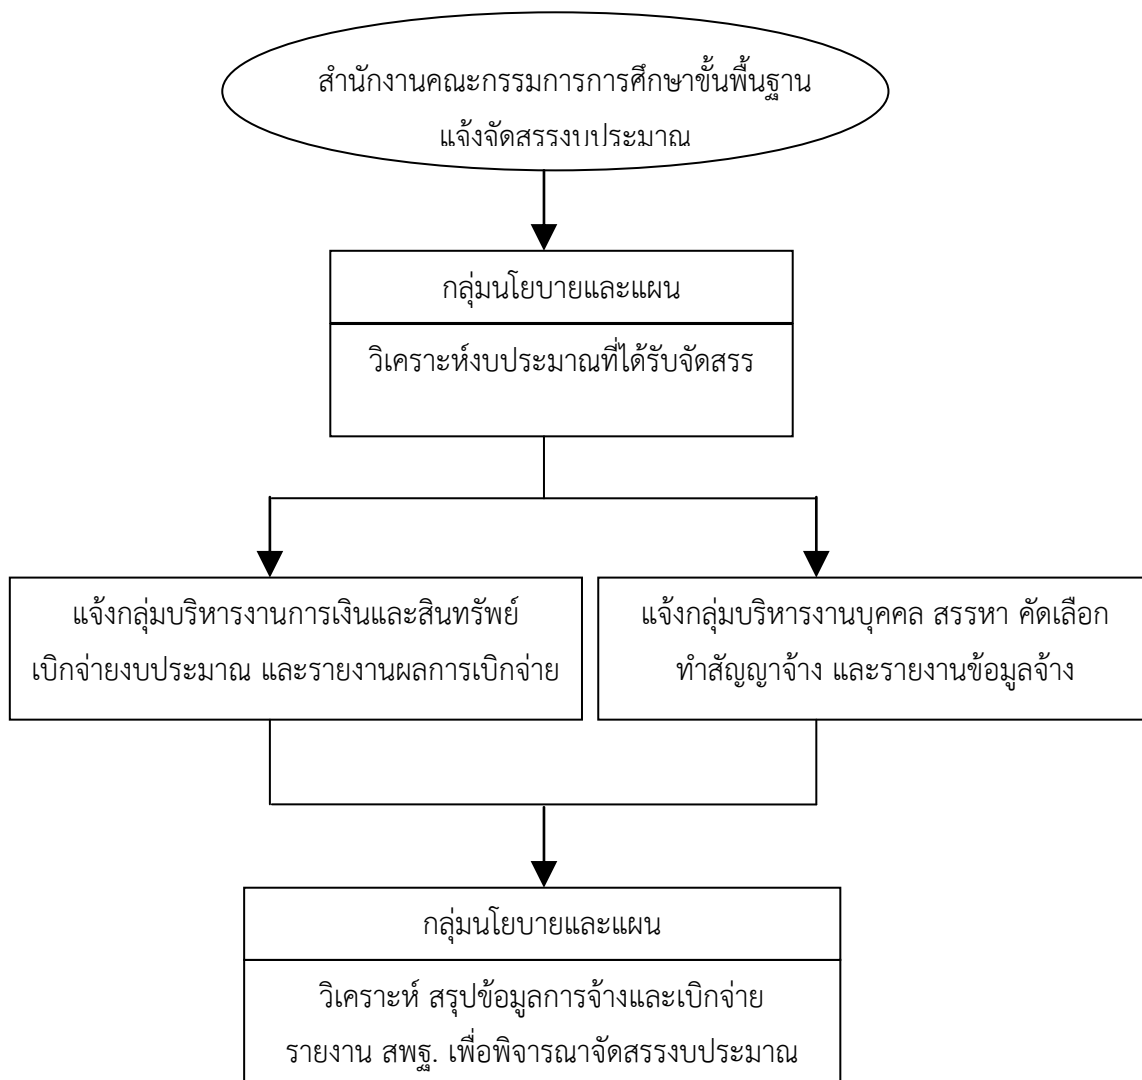 สำนักงานคณะกรรมการการศึกษาขั้นพื้นฐาน
แจ้งจัดสรรงบประมาณ
กลุ่มนโยบายและแผน
วิเคราะห์งบประมาณที่ได้รับจัดสรร
แจ้งกลุ่มบริหารงานการเงินและสินทรัพย์
เบิกจ่ายงบประมาณ และรายงานผลการเบิกจ่าย
แจ้งกลุ่มบริหารงานบุคคล สรรหา คัดเลือก
ทำสัญญาจ้าง และรายงานข้อมูลจ้าง
กลุ่มนโยบายและแผน
วิเคราะห์ สรุปข้อมูลการจ้างและเบิกจ่าย
รายงาน สพฐ. เพื่อพิจารณาจัดสรรงบประมาณ